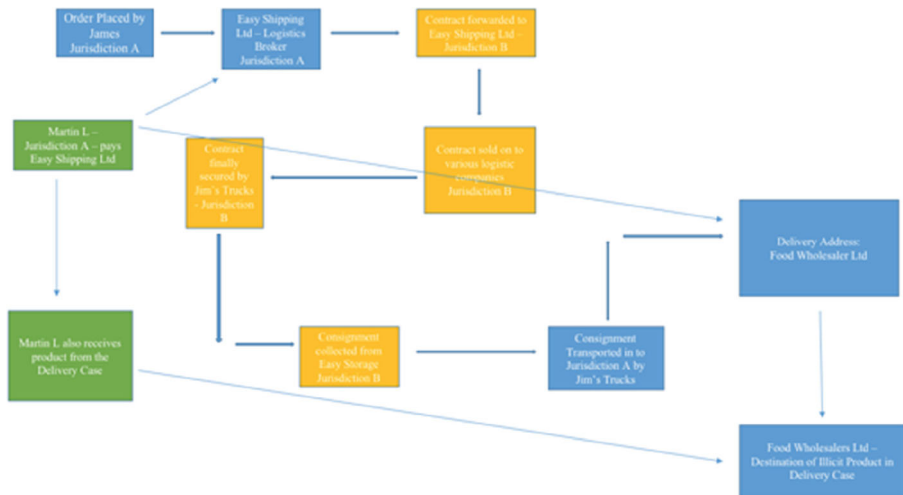 Order Placed by
James
Jurisdiction A
Easy Shipping
Ltd – Logistics
Broker
Jurisdiction A
Contract forwarded to
Easy Shipping Ltd –
Jurisdiction B
Martin L –
Jurisdiction A – pays
Easy Shipping Ltd
Contract
finally
secured by
Jim's Trucks
- Jurisdiction
B
Contract sold on to
various logistic
companies
Jurisdiction B
Delivery Address:
Food Wholesaler Ltd
Martin L also receives
product from the
Delivery Case
Consignment
collected from
Easy Storage
Jurisdiction B
Consignment
Transported in to
Jurisdiction A by
Jim's Trucks
Food Wholesalers Ltd –
Destination of Illicit Product in
Delivery Case